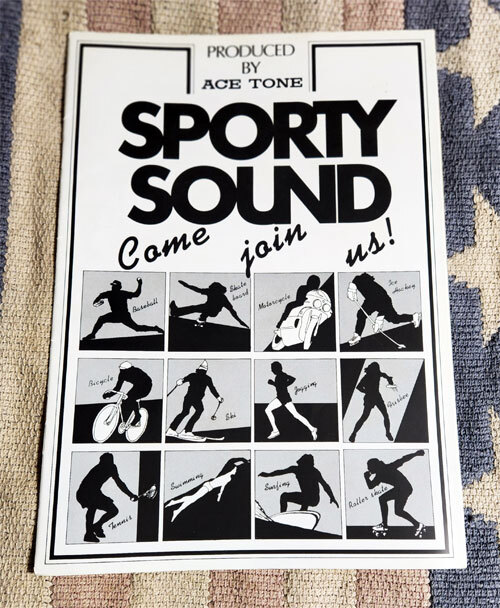 PRODUCED
BY
ACE TONE
SPORTY
SOUND
Come join us!
Baseball
Skate
board
Motorcycle
Ice
Hockey
Bicycle
Ski
Jogging
Frisbee
Tennis
Swimming
Surfing
Roller skate